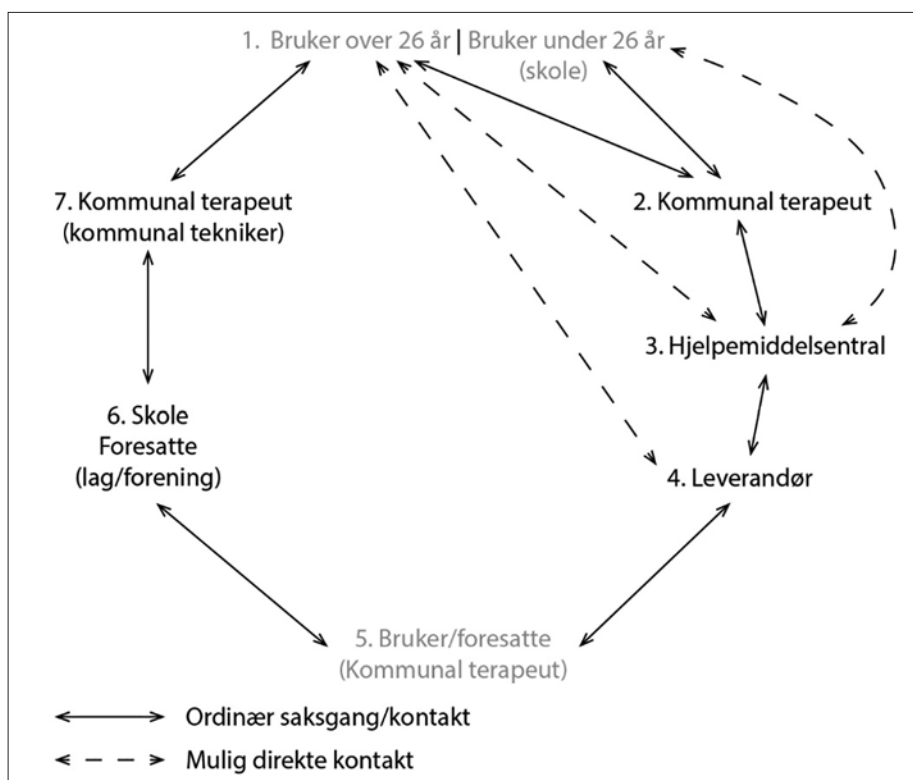 1. Bruker over 26 år | Bruker under 26 år
(skole)
7. Kommunal terapeut
(kommunal tekniker)
2. Kommunal terapeut
3. Hjelpemiddelsentral
6. Skole
Foresatte
(lag/forening)
4. Leverandør
5. Bruker/foresatte
(Kommunal terapeut)
Ordinær saksgang/kontakt
Mulig direkte kontakt